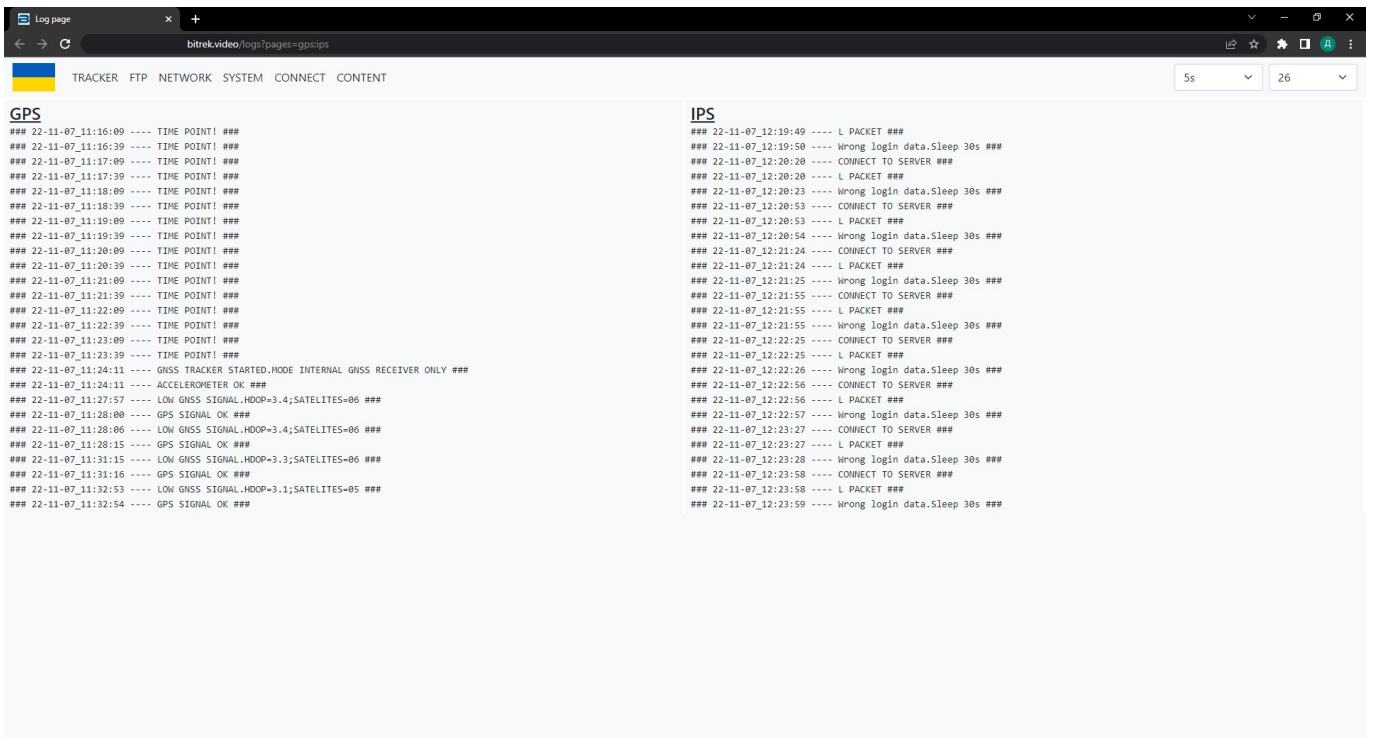 Log page
bitrek.video/logs?pages=gps:ips
Д
TRACKER FTP NETWORK SYSTEM CONNECT CONTENT
5s
26
GPS
### 22-11-07_11:16:09 ---- TIME POINT! ###
### 22-11-07_11:16:39 ---- TIME POINT! ###
### 22-11-07_11:17:09 ---- TIME POINT! ###
### 22-11-07_11:17:39 ---- TIME POINT! ###
### 22-11-07_11:18:09 ---- TIME POINT! ###
### 22-11-07_11:18:39 ---- TIME POINT! ###
### 22-11-07_11:19:09 ---- TIME POINT! ###
### 22-11-07_11:19:39 ---- TIME POINT! ###
### 22-11-07_11:20:09 ---- TIME POINT! ###
### 22-11-07_11:20:39 ---- TIME POINT! ###
### 22-11-07_11:21:09 ---- TIME POINT! ###
### 22-11-07_11:21:39 ---- TIME POINT! ###
### 22-11-07_11:22:09 ---- TIME POINT! ###
### 22-11-07_11:22:39 ---- TIME POINT! ###
### 22-11-07_11:23:09 ---- TIME POINT! ###
### 22-11-07_11:23:39 ---- TIME POINT! ###
### 22-11-07_11:24:11 ---- GNSS TRACKER STARTED.MODE INTERNAL GNSS RECEIVER ONLY ###
### 22-11-07_11:24:11 ---- ACCELEROMETER OK ###
### 22-11-07_11:27:57 ---- LOW GNSS SIGNAL.HDOP=3.4;SATELITES=06 ###
### 22-11-07_11:28:00 ---- GPS SIGNAL OK ###
### 22-11-07_11:28:06 ---- LOW GNSS SIGNAL.HDOP=3.4;SATELITES=06 ###
### 22-11-07_11:28:15 ---- GPS SIGNAL OK ###
### 22-11-07_11:31:15 ---- LOW GNSS SIGNAL.HDOP=3.3;SATELITES=06 ###
### 22-11-07_11:31:16 ---- GPS SIGNAL OK ###
### 22-11-07_11:32:53 ---- LOW GNSS SIGNAL.HDOP=3.1;SATELITES=05 ###
### 22-11-07_11:32:54 ---- GPS SIGNAL OK ###
IPS
### 22-11-07_12:19:49 ---- L PACKET ###
### 22-11-07_12:19:50 ---- Wrong login data.Sleep 30s ###
### 22-11-07_12:20:20 ---- CONNECT TO SERVER ###
### 22-11-07_12:20:20 ---- L PACKET ###
### 22-11-07_12:20:23 ---- Wrong login data.Sleep 30s ###
### 22-11-07_12:20:53 ---- CONNECT TO SERVER ###
### 22-11-07_12:20:53 ---- L PACKET ###
### 22-11-07_12:20:54 ---- Wrong login data.Sleep 30s ###
### 22-11-07_12:21:24 ---- CONNECT TO SERVER ###
### 22-11-07_12:21:24 ---- L PACKET ###
### 22-11-07_12:21:25 ---- Wrong login data.Sleep 30s ###
### 22-11-07_12:21:55 ---- CONNECT TO SERVER ###
### 22-11-07_12:21:55 ---- L PACKET ###
### 22-11-07_12:21:55 ---- Wrong login data.Sleep 30s ###
### 22-11-07_12:22:25 ---- CONNECT TO SERVER ###
### 22-11-07_12:22:25 ---- L PACKET ###
### 22-11-07_12:22:26 ---- Wrong login data.Sleep 30s ###
### 22-11-07_12:22:56 ---- CONNECT TO SERVER ###
### 22-11-07_12:22:56 ---- L PACKET ###
### 22-11-07_12:22:57 ---- Wrong login data.Sleep 30s ###
### 22-11-07_12:23:27 ---- CONNECT TO SERVER ###
### 22-11-07_12:23:27 ---- L PACKET ###
### 22-11-07_12:23:28 ---- Wrong login data.Sleep 30s ###
### 22-11-07_12:23:58 ---- CONNECT TO SERVER ###
### 22-11-07_12:23:58 ---- L PACKET ###
### 22-11-07_12:23:59 ---- Wrong login data.Sleep 30s ###